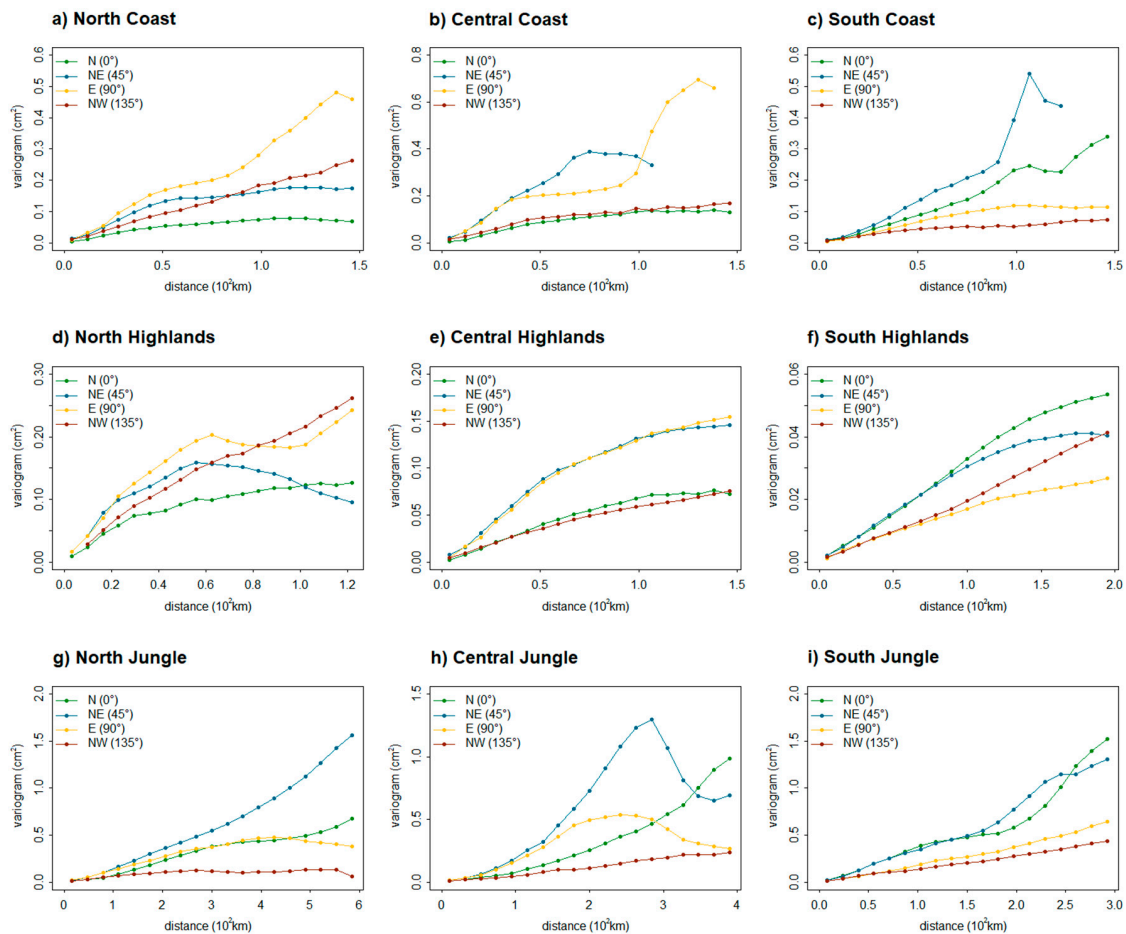 a) North Coast
N (0°)
NE (45°)
E (90°)
NW (135°)
variogram (cm²)
0.0 0.1 0.2 0.3 0.4 0.5 0.6
0.0 0.5 1.0 1.5
distance (10²km)
b) Central Coast
N (0°)
NE (45°)
E (90°)
NW (135°)
variogram (cm²)
0.0 0.2 0.4 0.6 0.8
0.0 0.5 1.0 1.5
distance (10²km)
c) South Coast
N (0°)
NE (45°)
E (90°)
NW (135°)
variogram (cm²)
0.0 0.1 0.2 0.3 0.4 0.5 0.6
0.0 0.5 1.0 1.5
distance (10²km)
d) North Highlands
N (0°)
NE (45°)
E (90°)
NW (135°)
variogram (cm²)
0.00 0.10 0.20 0.30
0.0 0.2 0.4 0.6 0.8 1.0 1.2
distance (10²km)
e) Central Highlands
N (0°)
NE (45°)
E (90°)
NW (135°)
variogram (cm²)
0.00 0.05 0.10 0.15 0.20
0.0 0.5 1.0 1.5
distance (10²km)
f) South Highlands
N (0°)
NE (45°)
E (90°)
NW (135°)
variogram (cm²)
0.00 0.02 0.04 0.06
0.0 0.5 1.0 1.5 2.0
distance (10²km)
g) North Jungle
N (0°)
NE (45°)
E (90°)
NW (135°)
variogram (cm²)
0.0 0.5 1.0 1.5 2.0
0 1 2 3 4 5 6
distance (10²km)
h) Central Jungle
N (0°)
NE (45°)
E (90°)
NW (135°)
variogram (cm²)
0.0 0.5 1.0 1.5
0 1 2 3 4
distance (10²km)
i) South Jungle
N (0°)
NE (45°)
E (90°)
NW (135°)
variogram (cm²)
0.0 0.5 1.0 1.5 2.0
0.0 0.5 1.0 1.5 2.0 2.5 3.0
distance (10²km)